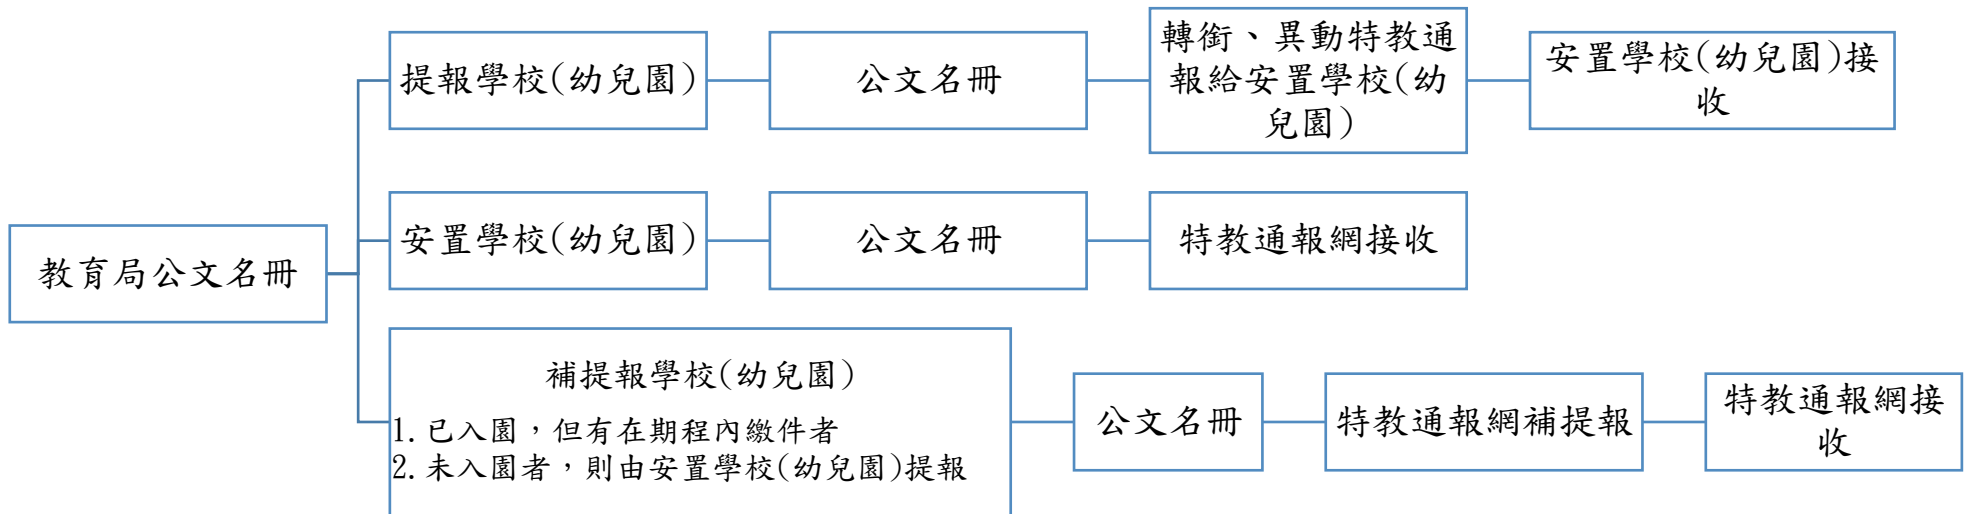 教育局公文名冊
提報學校(幼兒園)
公文名冊
轉銜、異動特教通
報給安置學校(幼
兒園)
安置學校(幼兒園)接
收
安置學校(幼兒園)
公文名冊
特教通報網接收
補提報學校(幼兒園)
1.已入園，但有在期程內繳件者
2.未入園者，則由安置學校(幼兒園)提報
公文名冊
特教通報網補提報
特教通報網接
收